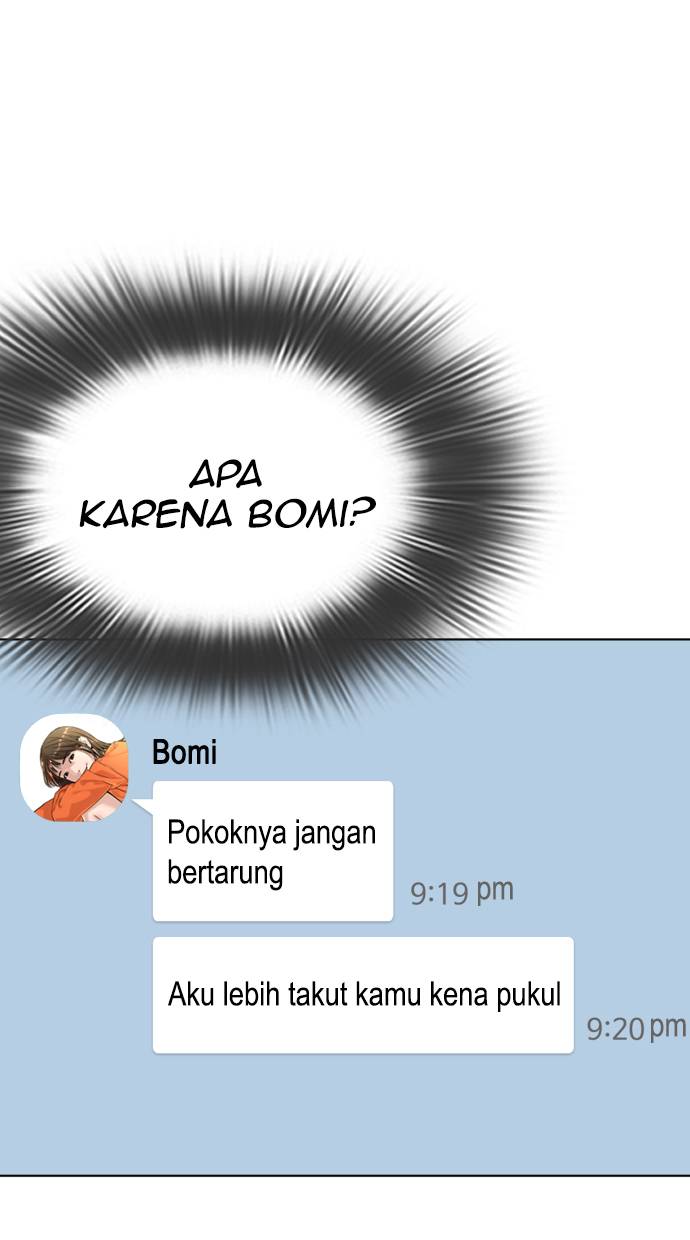 APA
KARENA BOMI?
Bomi
Pokoknya jangan
bertarung
9:19 pm
Aku lebih takut kamu kena pukul
9:20 pm